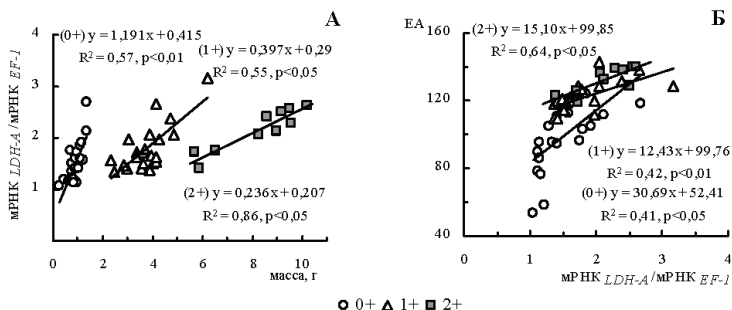 А
Б
(0+) y = 1,191x + 0,415
R² = 0,57, p<0,01
(1+) y = 0,397x + 0,29
R² = 0,55, p<0,05
(2+) y = 0,236x + 0,207
R² = 0,86, p<0,05
мРНК LDH-A /мРНК EF-1
4
3
2
1
0
2
4
6
8
10
масса, г
EA
(2+) y = 15,10x + 99,85
R² = 0,64, p<0,05
(1+) y = 12,43x + 99,76
R² = 0,42, p<0,01
(0+) y = 30,69x + 52,41
R² = 0,41, p<0,05
160
120
80
40
0
1
2
3
4
мРНК LDH-A /мРНК EF-1
0+ 1+ 2+